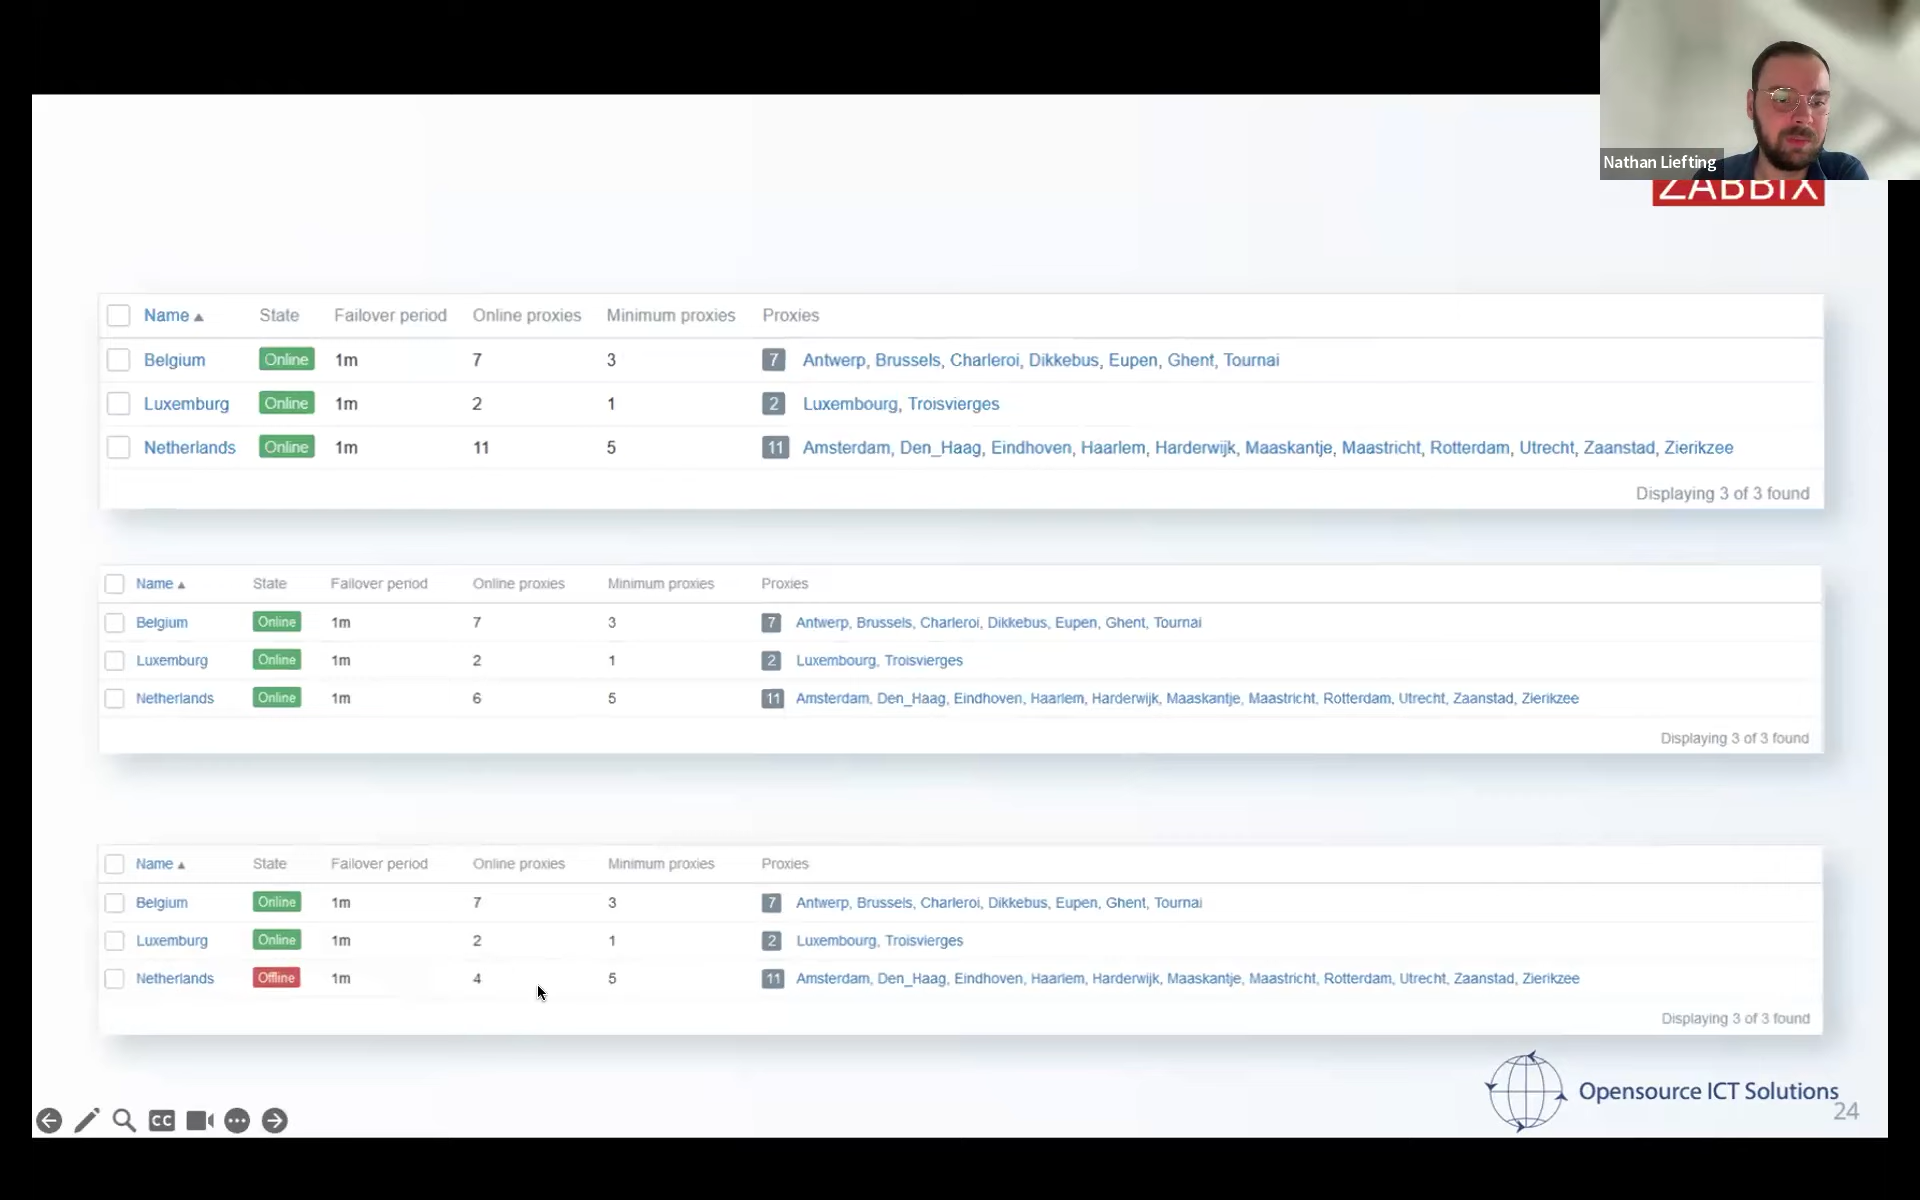 Nathan Liefting
ZABBIX
Name ▲ State Failover period Online proxies Minimum proxies Proxies
Belgium Online 1m 7 3 7 Antwerp, Brussels, Charleroi, Dikkebus, Eupen, Ghent, Tournai
Luxemburg Online 1m 2 1 2 Luxembourg, Troisvierges
Netherlands Online 1m 11 5 11 Amsterdam, Den_Haag, Eindhoven, Haarlem, Harderwijk, Maaskantje, Maastricht, Rotterdam, Utrecht, Zaanstad, Zierikzee
Displaying 3 of 3 found
Name ▲ State Failover period Online proxies Minimum proxies Proxies
Belgium Online 1m 7 3 7 Antwerp, Brussels, Charleroi, Dikkebus, Eupen, Ghent, Tournai
Luxemburg Online 1m 2 1 2 Luxembourg, Troisvierges
Netherlands Online 1m 6 5 11 Amsterdam, Den_Haag, Eindhoven, Haarlem, Harderwijk, Maaskantje, Maastricht, Rotterdam, Utrecht, Zaanstad, Zierikzee
Displaying 3 of 3 found
Name ▲ State Failover period Online proxies Minimum proxies Proxies
Belgium Online 1m 7 3 7 Antwerp, Brussels, Charleroi, Dikkebus, Eupen, Ghent, Tournai
Luxemburg Online 1m 2 1 2 Luxembourg, Troisvierges
Netherlands Offline 1m 4 5 11 Amsterdam, Den_Haag, Eindhoven, Haarlem, Harderwijk, Maaskantje, Maastricht, Rotterdam, Utrecht, Zaanstad, Zierikzee
Displaying 3 of 3 found
Opensource ICT Solutions
24
CC